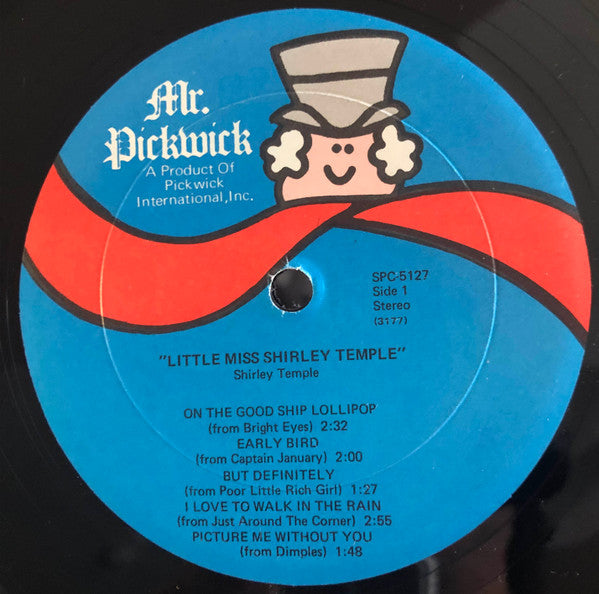 Mr.
Pickwick
A Product Of
Pickwick
International,Inc.
SPC-5127
Side 1
Stereo
(3177)
"LITTLE MISS SHIRLEY TEMPLE"
Shirley Temple
ON THE GOOD SHIP LOLLIPOP
(from Bright Eyes) 2:32
EARLY BIRD
(from Captain January) 2:00
BUT DEFINITELY
(from Poor Little Rich Girl) 1:27
I LOVE TO WALK IN THE RAIN
(from Just Around The Corner) 2:55
PICTURE ME WITHOUT YOU
(from Dimples) 1:48